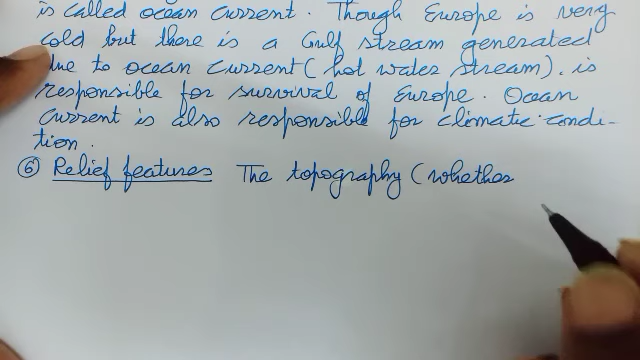 is called ocean current. Though Europe is very
cold but there is a Gulf stream generated
due to ocean current (hot water stream). is
responsible for survival of Europe. Ocean
current is also responsible for climatic condi-
tion.
⑥ Relief features The topography (whether